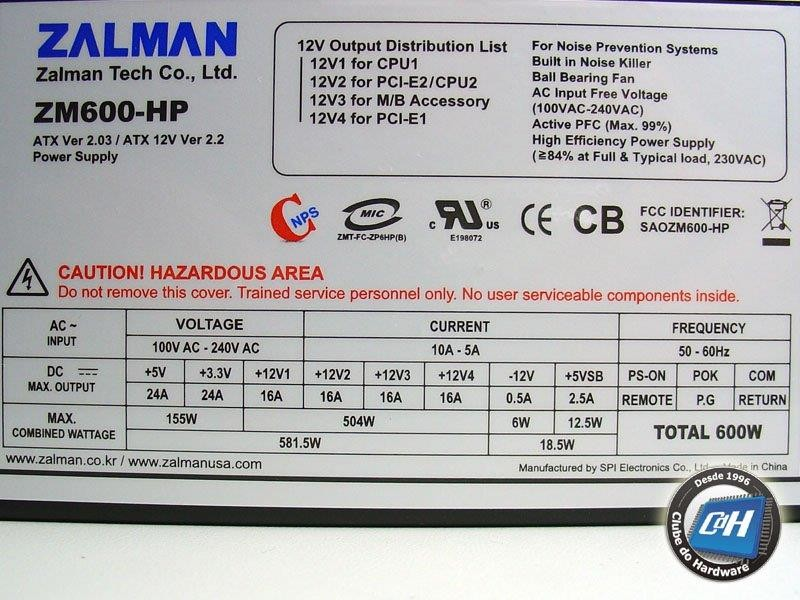 ZALMAN
Zalman Tech Co., Ltd.
ZM600-HP
ATX Ver 2.03 / ATX 12V Ver 2.2
Power Supply
12V Output Distribution List
12V1 for CPU1
12V2 for PCI-E2/CPU2
12V3 for M/B Accessory
12V4 for PCI-E1
For Noise Prevention Systems
Built in Noise Killer
Ball Bearing Fan
AC Input Free Voltage
(100VAC-240VAC)
Active PFC (Max. 99%)
High Efficiency Power Supply
(≧84% at Full & Typical load, 230VAC)
C NPS
MIC
ZMT-FC-ZP6HP(B)
c RU ® US
E198072
CE
CB
FCC IDENTIFIER:
SAOZM600-HP
CAUTION! HAZARDOUS AREA
Do not remove this cover. Trained service personnel only. No user serviceable components inside.
AC ~ INPUT VOLTAGE CURRENT FREQUENCY
100V AC - 240V AC 10A - 5A 50 - 60Hz
DC MAX. OUTPUT +5V +3.3V +12V1 +12V2 +12V3 +12V4 -12V +5VSB PS-ON POK COM
24A 24A 16A 16A 16A 16A 0.5A 2.5A REMOTE P.G RETURN
MAX. COMBINED WATTAGE 155W 504W 6W 12.5W TOTAL 600W
581.5W 18.5W
www.zalman.co.kr / www.zalmanusa.com
Manufactured by SPI Electronics Co., Ltd. Made in China
Desde 1996
CdH
Clube do Hardware